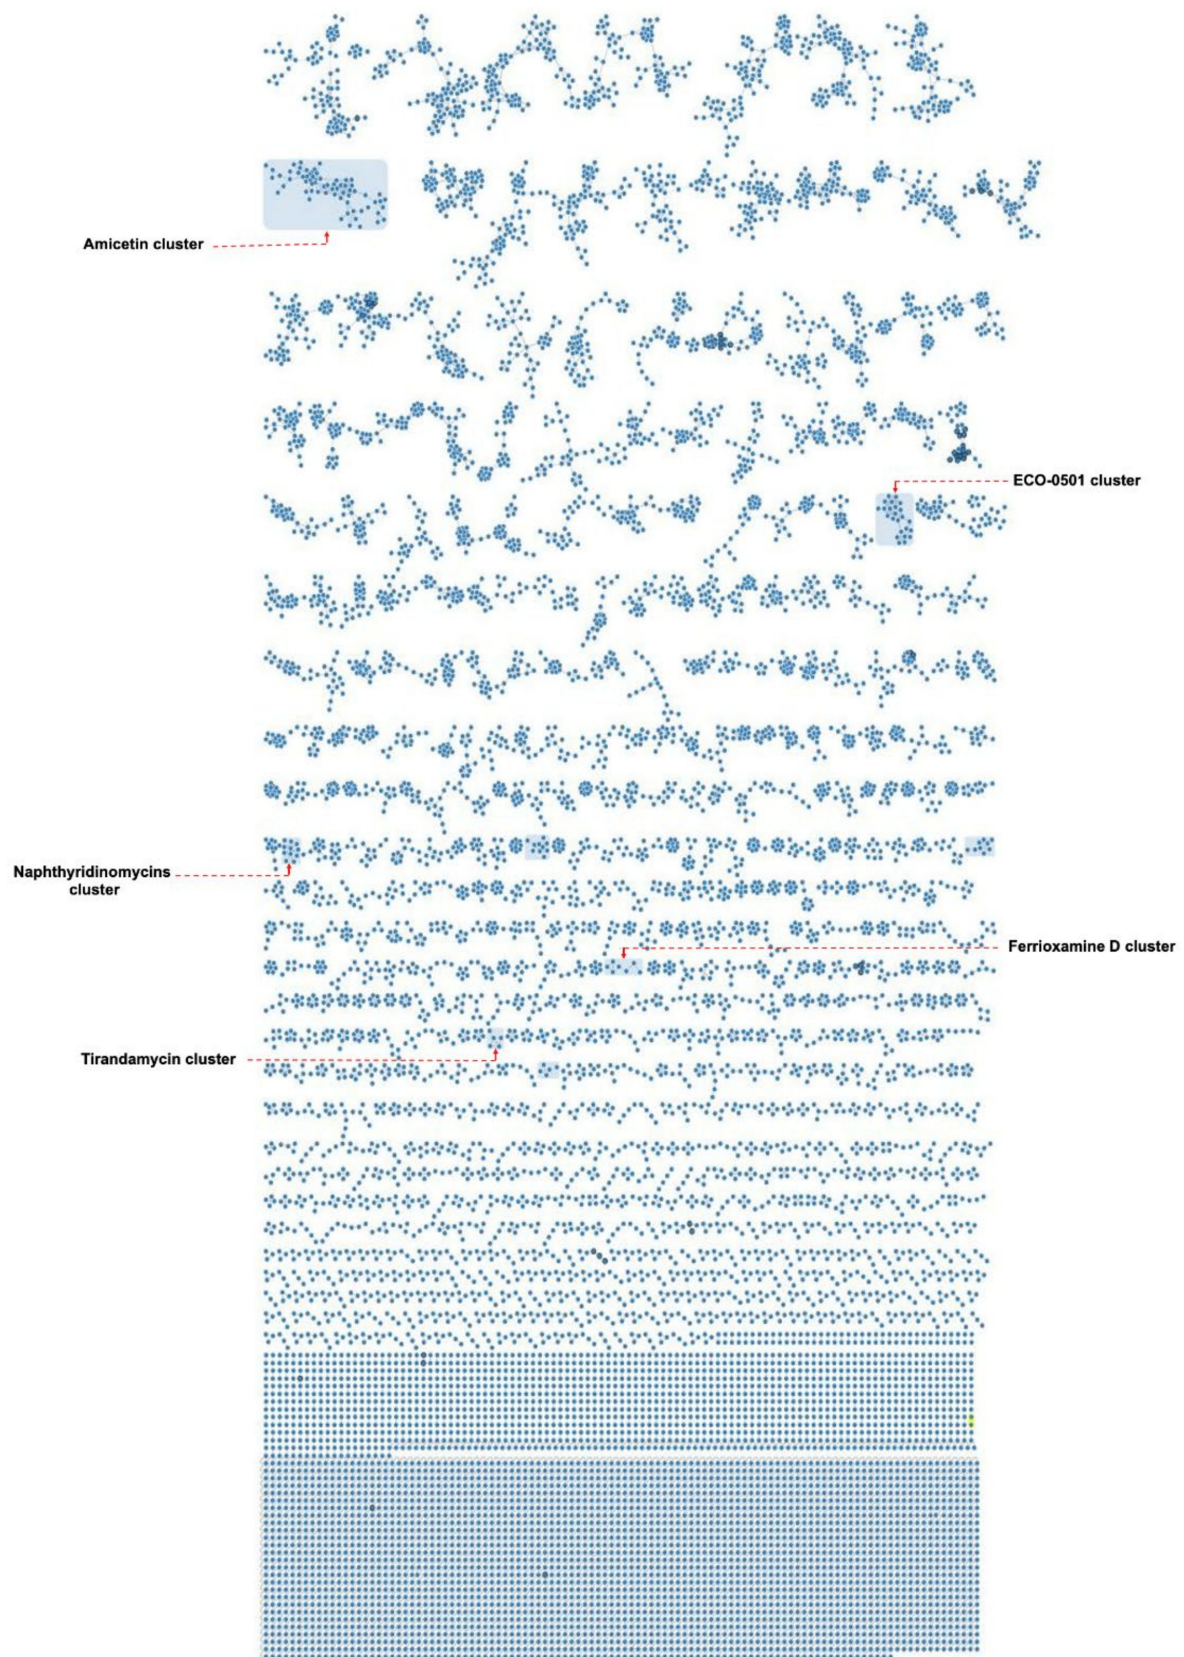 Amicetin cluster
ECO-0501 cluster
Naphthyridinomycins
cluster
Ferrioxamine D cluster
Tirandamycin cluster